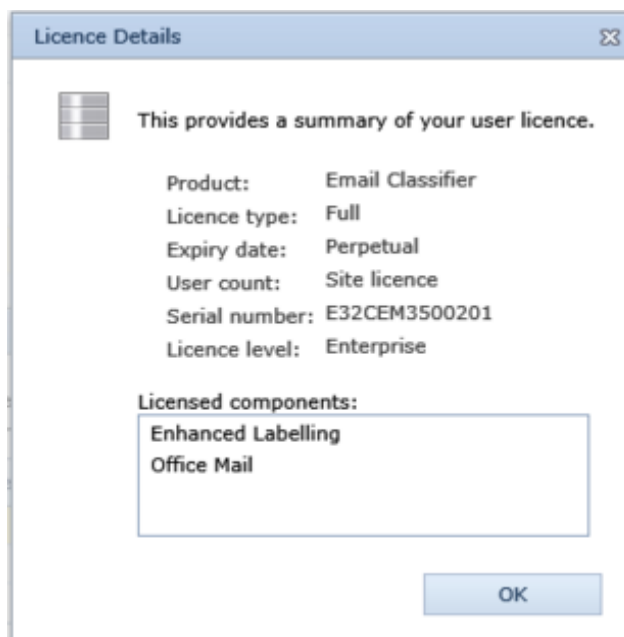 Licence Details
This provides a summary of your user licence.
Product: Email Classifier
Licence type: Full
Expiry date: Perpetual
User count: Site licence
Serial number: E32CEM3500201
Licence level: Enterprise
Licensed components:
Enhanced Labelling
Office Mail
OK